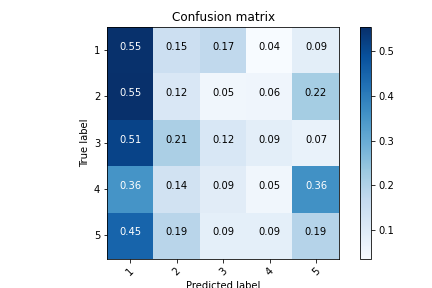 Confusion matrix
True label
1 0.55 0.15 0.17 0.04 0.09
2 0.55 0.12 0.05 0.06 0.22
3 0.51 0.21 0.12 0.09 0.07
4 0.36 0.14 0.09 0.05 0.36
5 0.45 0.19 0.09 0.09 0.19
1 2 3 4 5
Predicted label
0.5
0.4
0.3
0.2
0.1